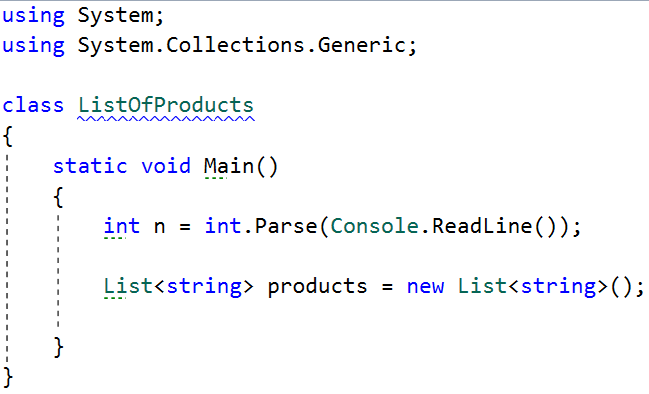 using System;
using System.Collections.Generic;
class ListOfProducts
{
static void Main()
{
int n = int.Parse(Console.ReadLine());
List<string> products = new List<string>();
}
}